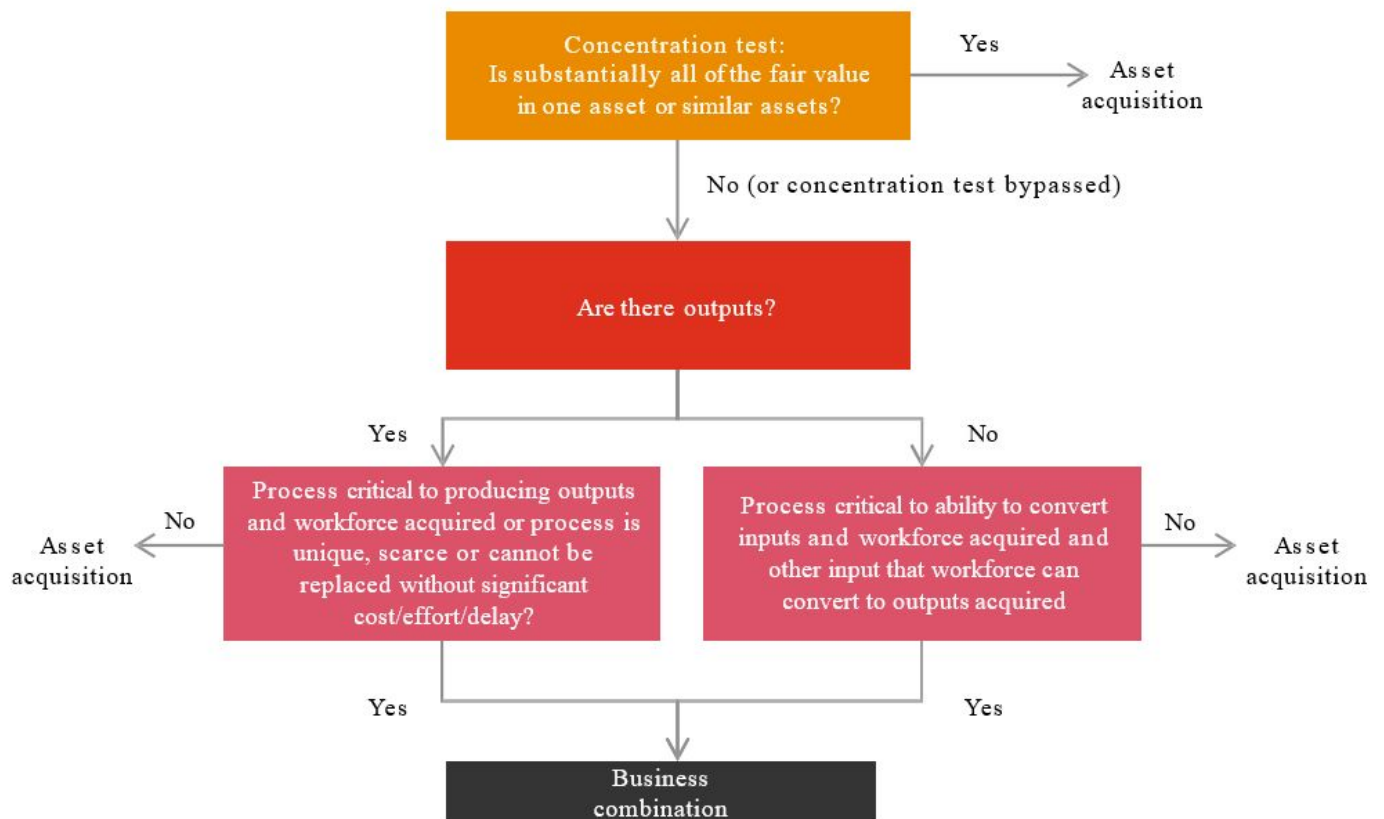 Concentration test:
Is substantially all of the fair value
in one asset or similar assets?
Yes
Asset
acquisition
No (or concentration test bypassed)
Are there outputs?
Yes
No
Process critical to producing outputs
and workforce acquired or process is
unique, scarce or cannot be
replaced without significant
cost/effort/delay?
No
Asset
acquisition
Process critical to ability to convert
inputs and workforce acquired and
other input that workforce can
convert to outputs acquired
No
Asset
acquisition
Yes
Yes
Business
combination